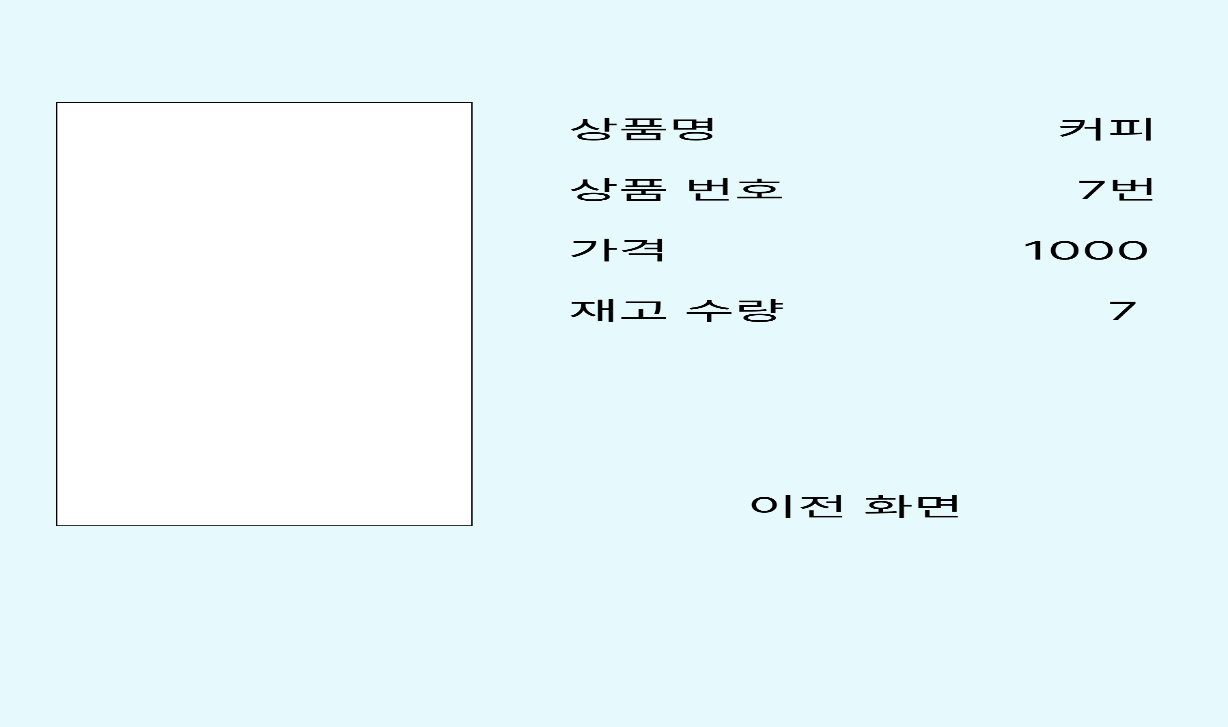 상품명 커피
상품 번호 7번
가격 1000
재고 수량 7
이전 화면